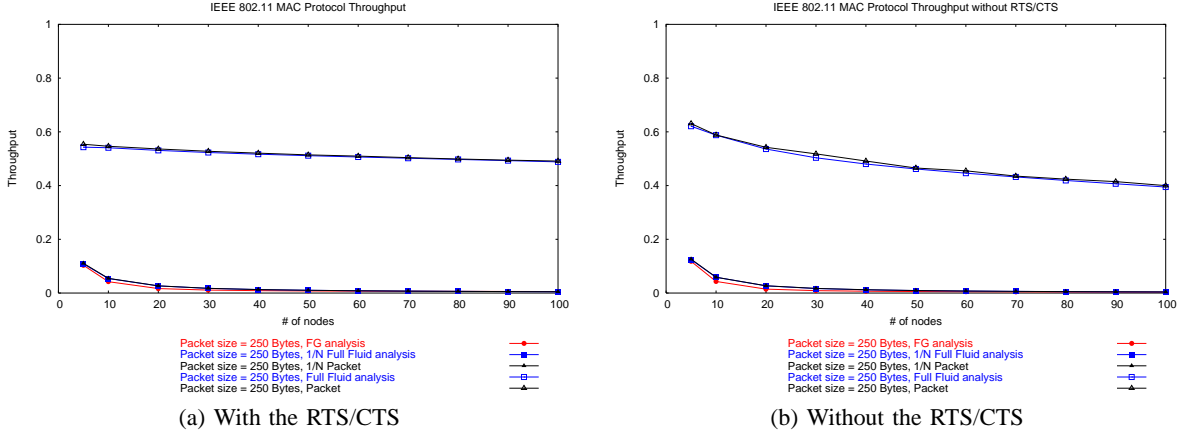 IEEE 802.11 MAC Protocol Throughput
1
0.8
0.6
0.4
0.2
0
Throughput
0 10 20 30 40 50 60 70 80 90 100
# of nodes
Packet size = 250 Bytes, FG analysis
Packet size = 250 Bytes, 1/N Full Fluid analysis
Packet size = 250 Bytes, 1/N Packet
Packet size = 250 Bytes, Full Fluid analysis
Packet size = 250 Bytes, Packet
(a) With the RTS/CTS
IEEE 802.11 MAC Protocol Throughput without RTS/CTS
1
0.8
0.6
0.4
0.2
0
Throughput
0 10 20 30 40 50 60 70 80 90 100
# of nodes
Packet size = 250 Bytes, FG analysis
Packet size = 250 Bytes, 1/N Full Fluid analysis
Packet size = 250 Bytes, 1/N Packet
Packet size = 250 Bytes, Full Fluid analysis
Packet size = 250 Bytes, Packet
(b) Without the RTS/CTS